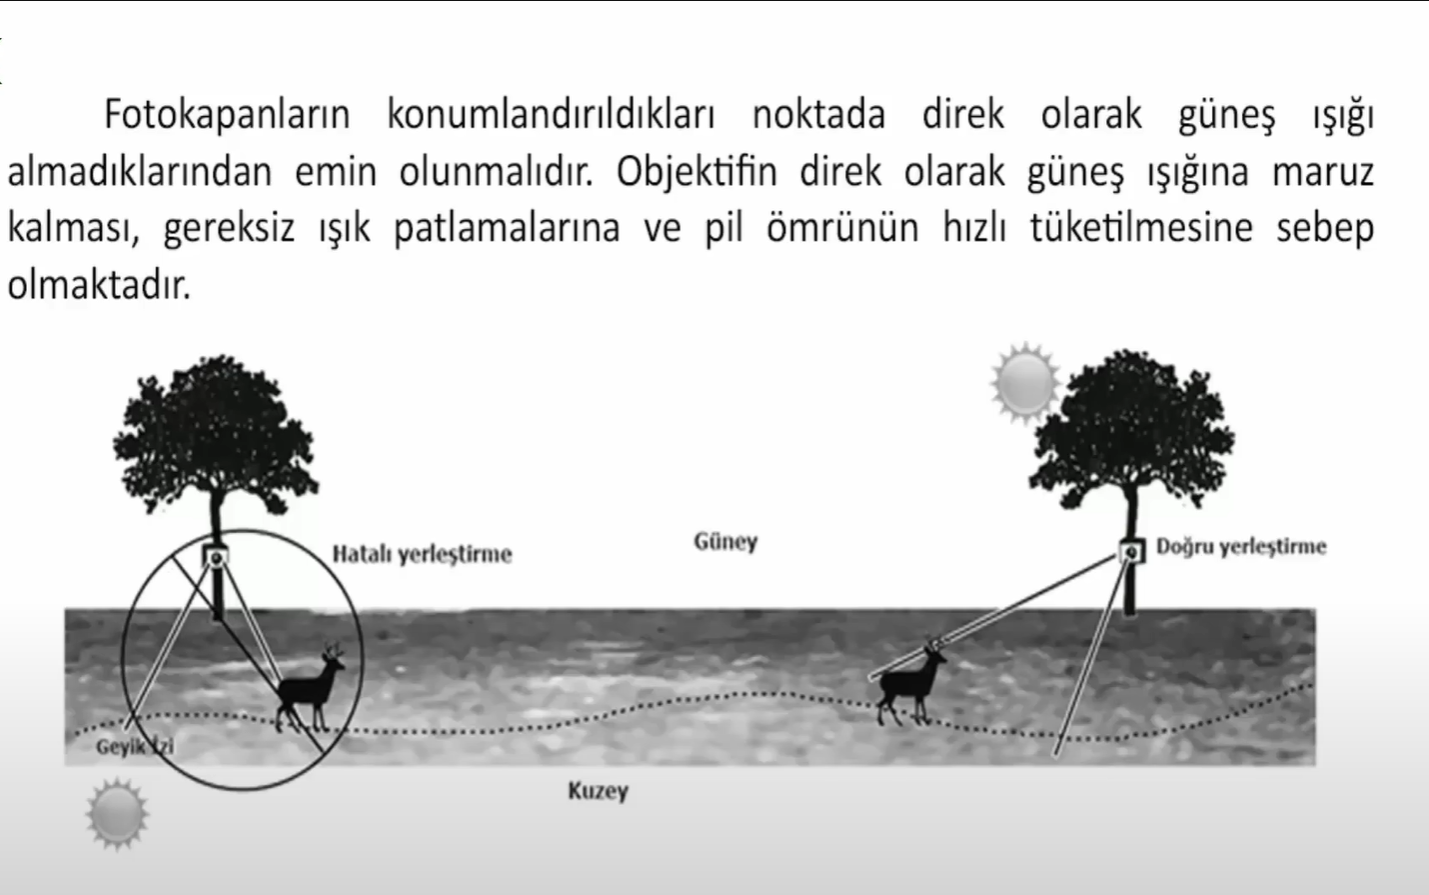 Fotokapanların konumlandırıldıkları noktada direk olarak güneş ışığı
almadıklarından emin olunmalıdır. Objektifin direk olarak güneş ışığına maruz
kalması, gereksiz ışık patlamalarına ve pil ömrünün hızlı tüketilmesine sebep
olmaktadır.
Güney
Hatalı yerleştirme
Doğru yerleştirme
Geyik İzi
Kuzey